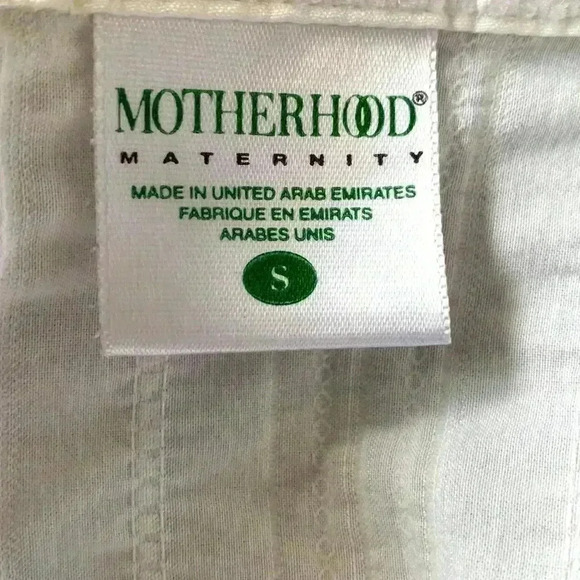 MOTHERHOOD®
MATERNITY
MADE IN UNITED ARAB EMIRATES
FABRIQUE EN EMIRATS
ARABES UNIS
S